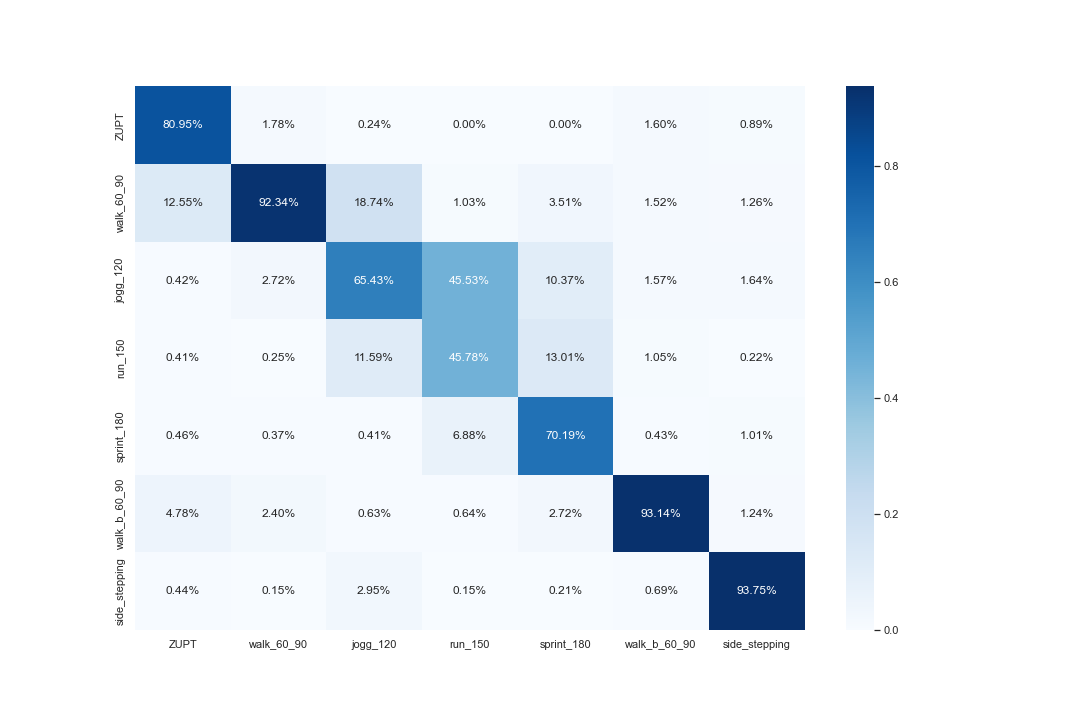 ZUPT 80.95% 1.78% 0.24% 0.00% 0.00% 1.60% 0.89%
walk_60_90 12.55% 92.34% 18.74% 1.03% 3.51% 1.52% 1.26%
jogg_120 0.42% 2.72% 65.43% 45.53% 10.37% 1.57% 1.64%
run_150 0.41% 0.25% 11.59% 45.78% 13.01% 1.05% 0.22%
sprint_180 0.46% 0.37% 0.41% 6.88% 70.19% 0.43% 1.01%
walk_b_60_90 4.78% 2.40% 0.63% 0.64% 2.72% 93.14% 1.24%
side_stepping 0.44% 0.15% 2.95% 0.15% 0.21% 0.69% 93.75%
ZUPT walk_60_90 jogg_120 run_150 sprint_180 walk_b_60_90 side_stepping
0.8
0.6
0.4
0.2
0.0